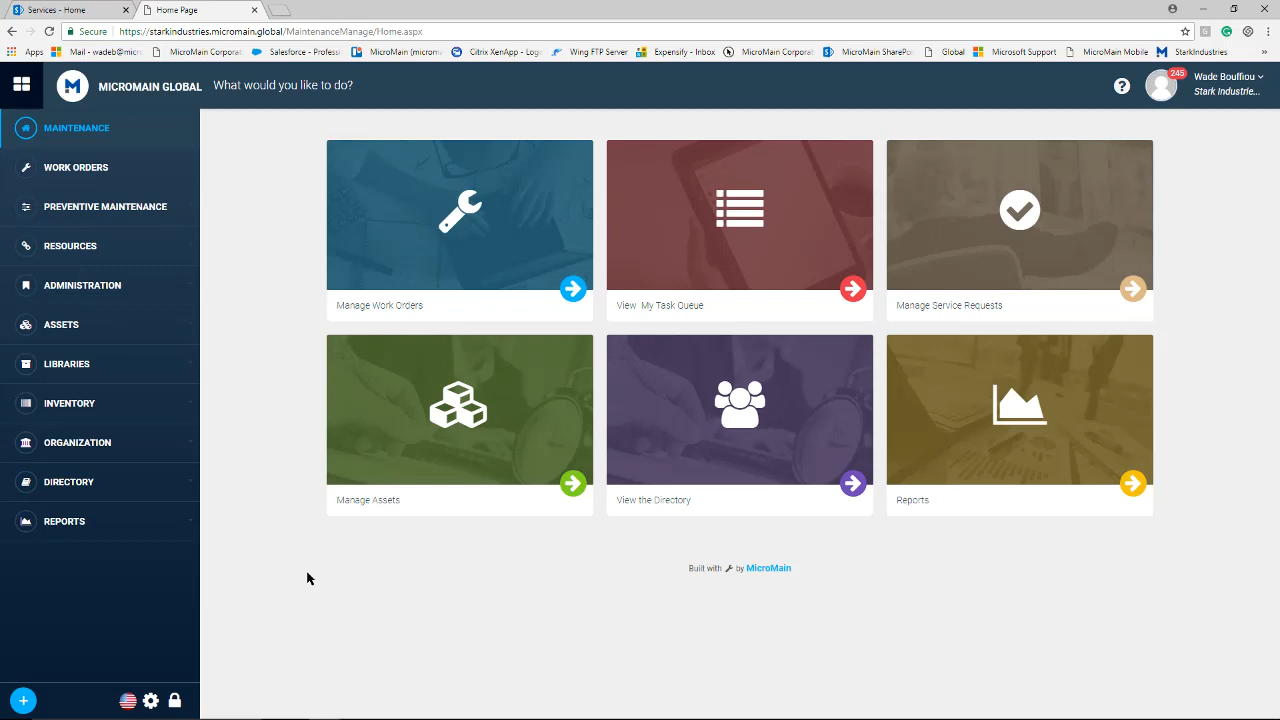 Services - Home
Home Page
Secure
https://starkindustries.micromain.global/MaintenanceManage/Home.aspx
Apps
Mail - wadeb@micr
MicroMain Corporat
Salesforce - Profess
MicroMain (microm
Citrix XenApp - Log
Wing FTP Server
Expensify - Inbox
MicroMain Corporat
MicroMain SharePo
Global
Microsoft Support
MicroMain Mobile
StarkIndustries
»
MICROMAIN GLOBAL
What would you like to do?
245
Wade Bouffiou
Stark Industrie...
MAINTENANCE
WORK ORDERS
PREVENTIVE MAINTENANCE
RESOURCES
ADMINISTRATION
ASSETS
LIBRARIES
INVENTORY
ORGANIZATION
DIRECTORY
REPORTS
Manage Work Orders
View My Task Queue
Manage Service Requests
Manage Assets
View the Directory
Reports
Built with by MicroMain